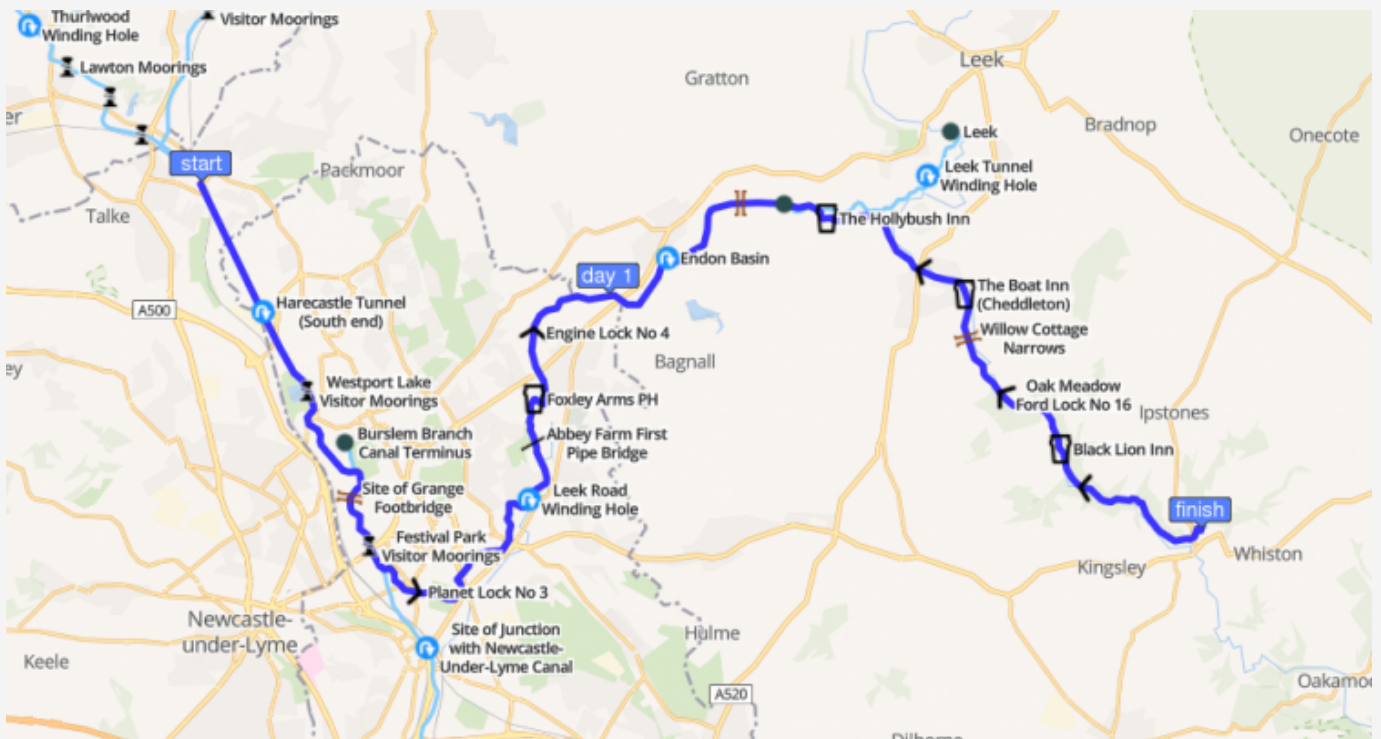 Thurlwood
Winding Hole
Visitor Moorings
Lawton Moorings
er
start
Talke
Packmoor
Gratton
Leek
Bradnop
Onecote
Leek
Leek Tunnel
Winding Hole
The Hollybush Inn
Endon Basin
day 1
The Boat Inn
(Cheddleton)
A500
Harecastle Tunnel
(South end)
Engine Lock No 4
Willow Cottage
Narrows
Bagnall
ey
Westport Lake
Visitor Moorings
Foxley Arms PH
Oak Meadow
Ford Lock No 16
Ipstones
Burslem Branch
Canal Terminus
Abbey Farm First
Pipe Bridge
Black Lion Inn
Site of Grange
Footbridge
Leek Road
Winding Hole
finish
Festival Park
Visitor Moorings
Whiston
Kingsley
Planet Lock No 3
Newcastle-
under-Lyme
Site of Junction
with Newcastle-
Under-Lyme Canal
Hulme
Keele
A520
Oakamoo
Dilhorne